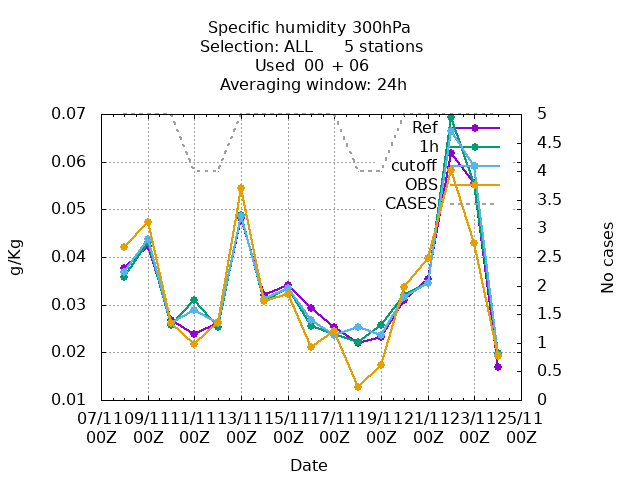 Specific humidity 300hPa
Selection: ALL 5 stations
Used 00 + 06
Averaging window: 24h
0.07
0.06
0.05
0.04
0.03
0.02
0.01
g/Kg
Ref
1h
cutoff
OBS
CASES
5
4.5
4
3.5
3
2.5
2
1.5
1
0.5
0
No cases
07/11 09/11 11/11 13/11 15/11 17/11 19/11 21/11 23/11 25/11
00Z 00Z 00Z 00Z 00Z 00Z 00Z 00Z 00Z 00Z
Date